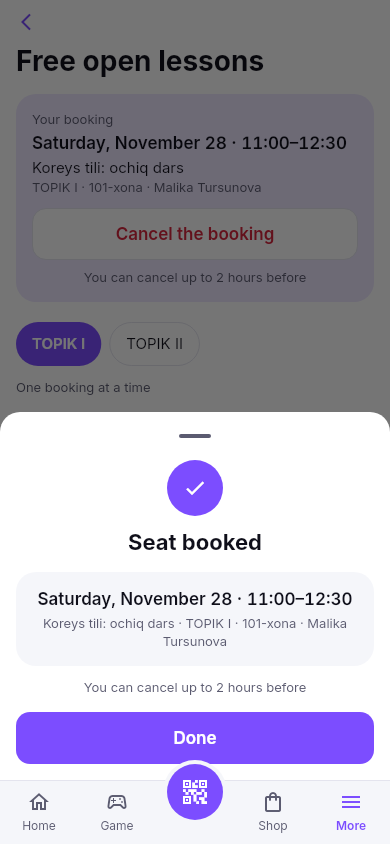 Free open lessons
Your booking
Saturday, November 28 · 11:00–12:30
Koreys tili: ochiq dars
TOPIK I · 101-xona · Malika Tursunova
Cancel the booking
You can cancel up to 2 hours before
TOPIK I
TOPIK II
One booking at a time
Seat booked
Saturday, November 28 · 11:00–12:30
Koreys tili: ochiq dars · TOPIK I · 101-xona · Malika
Tursunova
You can cancel up to 2 hours before
Done
Home
Game
Shop
More